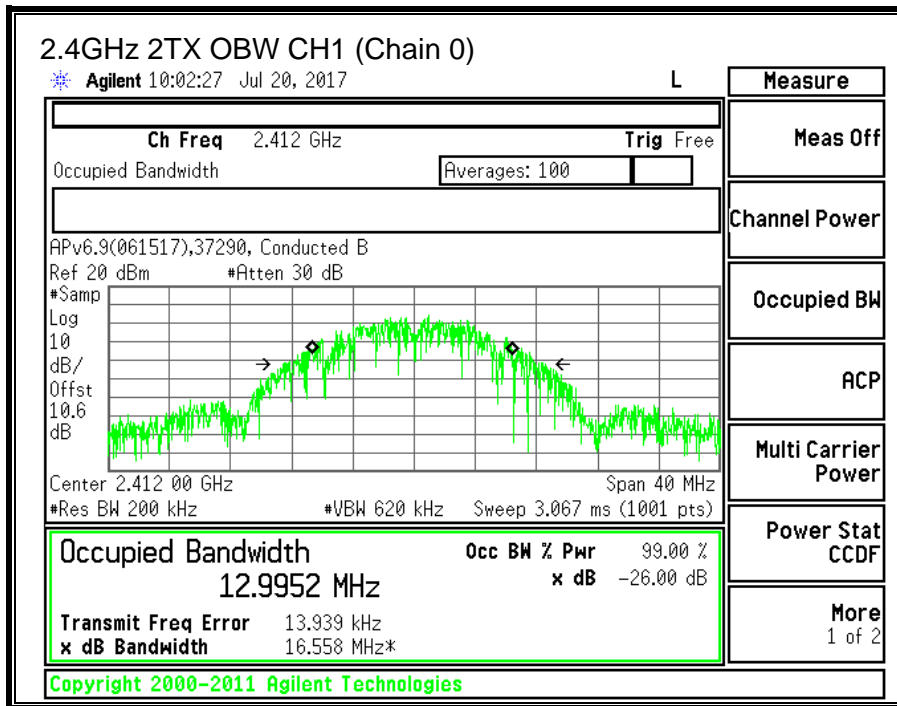 2.4GHz 2TX OBW CH1 (Chain 0)
Agilent 10:02:27 Jul 20, 2017 L
Measure
Ch Freq 2.412 GHz Trig Free
Meas Off
Occupied Bandwidth Averages: 100
Channel Power
APv6.9(061517),37290, Conducted B
Ref 20 dBm #Atten 30 dB
#Samp
Log
10
dB/
Offst
10.6
dB
Occupied BW
ACP
Multi Carrier
Power
Center 2.412 00 GHz Span 40 MHz
#Res BW 200 kHz #VBW 620 kHz Sweep 3.067 ms (1001 pts)
Power Stat
CCDF
Occupied Bandwidth Occ BW % Pwr 99.00 %
12.9952 MHz x dB -26.00 dB
Transmit Freq Error 13.939 kHz
x dB Bandwidth 16.558 MHz*
More
1 of 2
Copyright 2000-2011 Agilent Technologies